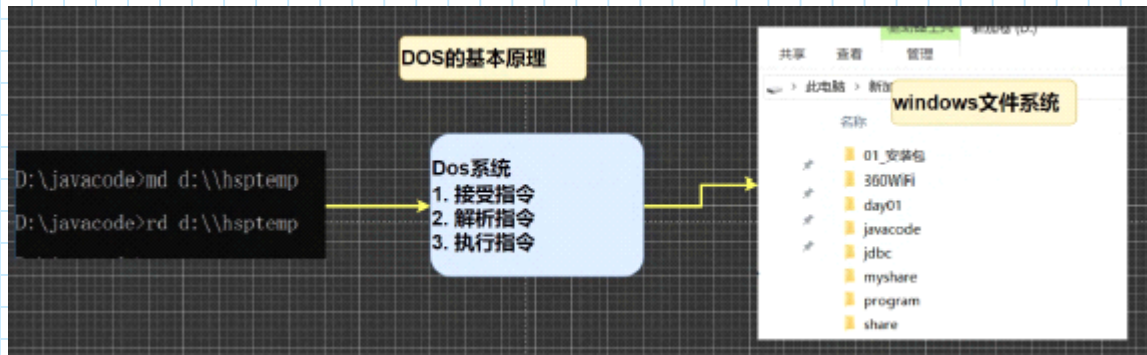 DOS的基本原理
D:\javacode>md d:\\hsptemp
D:\javacode>rd d:\\hsptemp
Dos系统
1. 接受指令
2. 解析指令
3. 执行指令
共享 查看 管理
此电脑
windows文件系统
名称
01_安装包
360WiFi
day01
javacode
jdbc
myshare
program
share